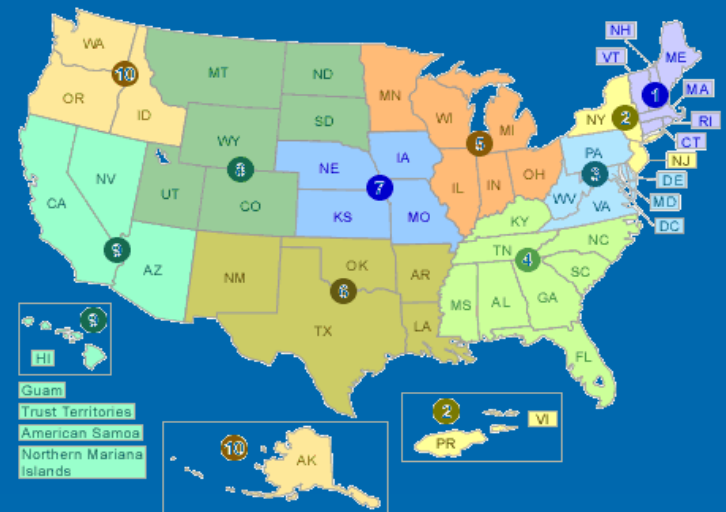 NH
WA
VT
ME
MT
ND
MN
MA
OR
10
1
ID
WI
MI
NY
2
RI
SD
5
CT
WY
PA
NJ
IA
8
NE
3
DE
NV
7
IL
IN
OH
UT
WV
MD
CA
CO
KS
MO
VA
KY
DC
NC
9
TN
4
AZ
OK
SC
NM
AR
6
MS
AL
GA
9
TX
LA
HI
FL
Guam
Trust Territories
2
VI
American Samoa
PR
10
Northern Mariana
Islands
AK